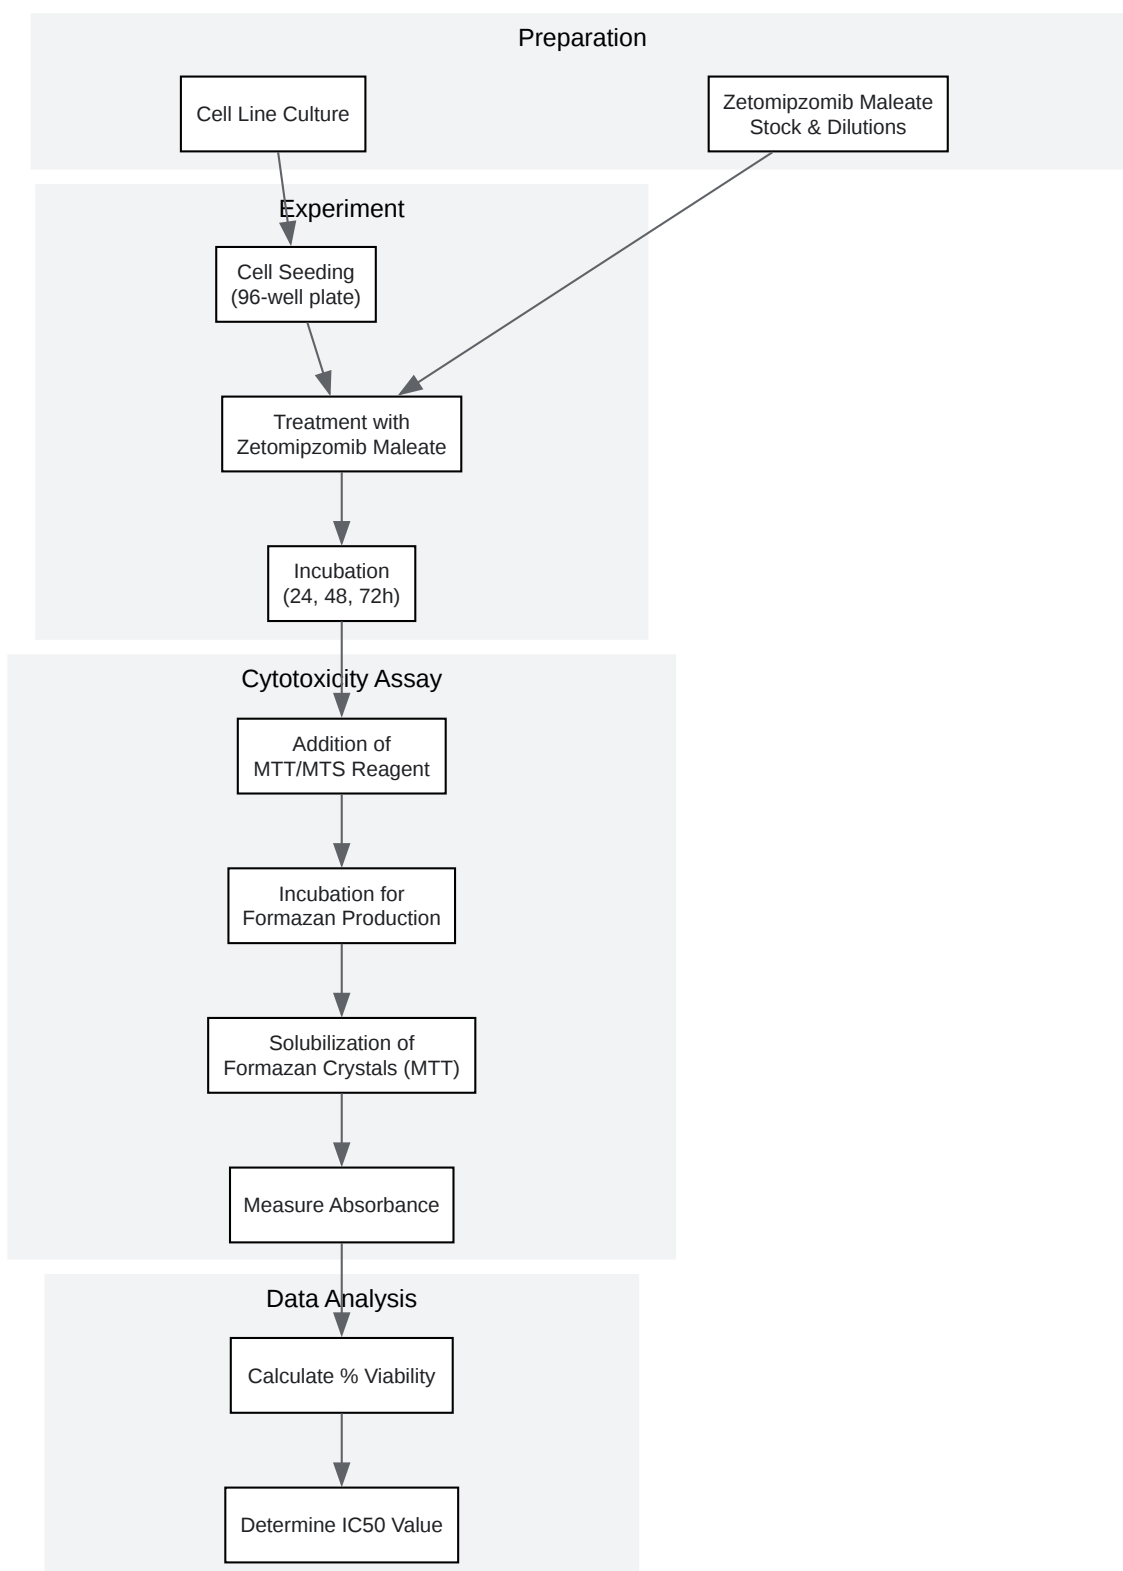 Preparation
Cell Line Culture
Zetomipzomib Maleate
Stock & Dilutions
Experiment
Cell Seeding
(96-well plate)
Treatment with
Zetomipzomib Maleate
Incubation
(24, 48, 72h)
Cytotoxicity Assay
Addition of
MTT/MTS Reagent
Incubation for
Formazan Production
Solubilization of
Formazan Crystals (MTT)
Measure Absorbance
Data Analysis
Calculate % Viability
Determine IC50 Value